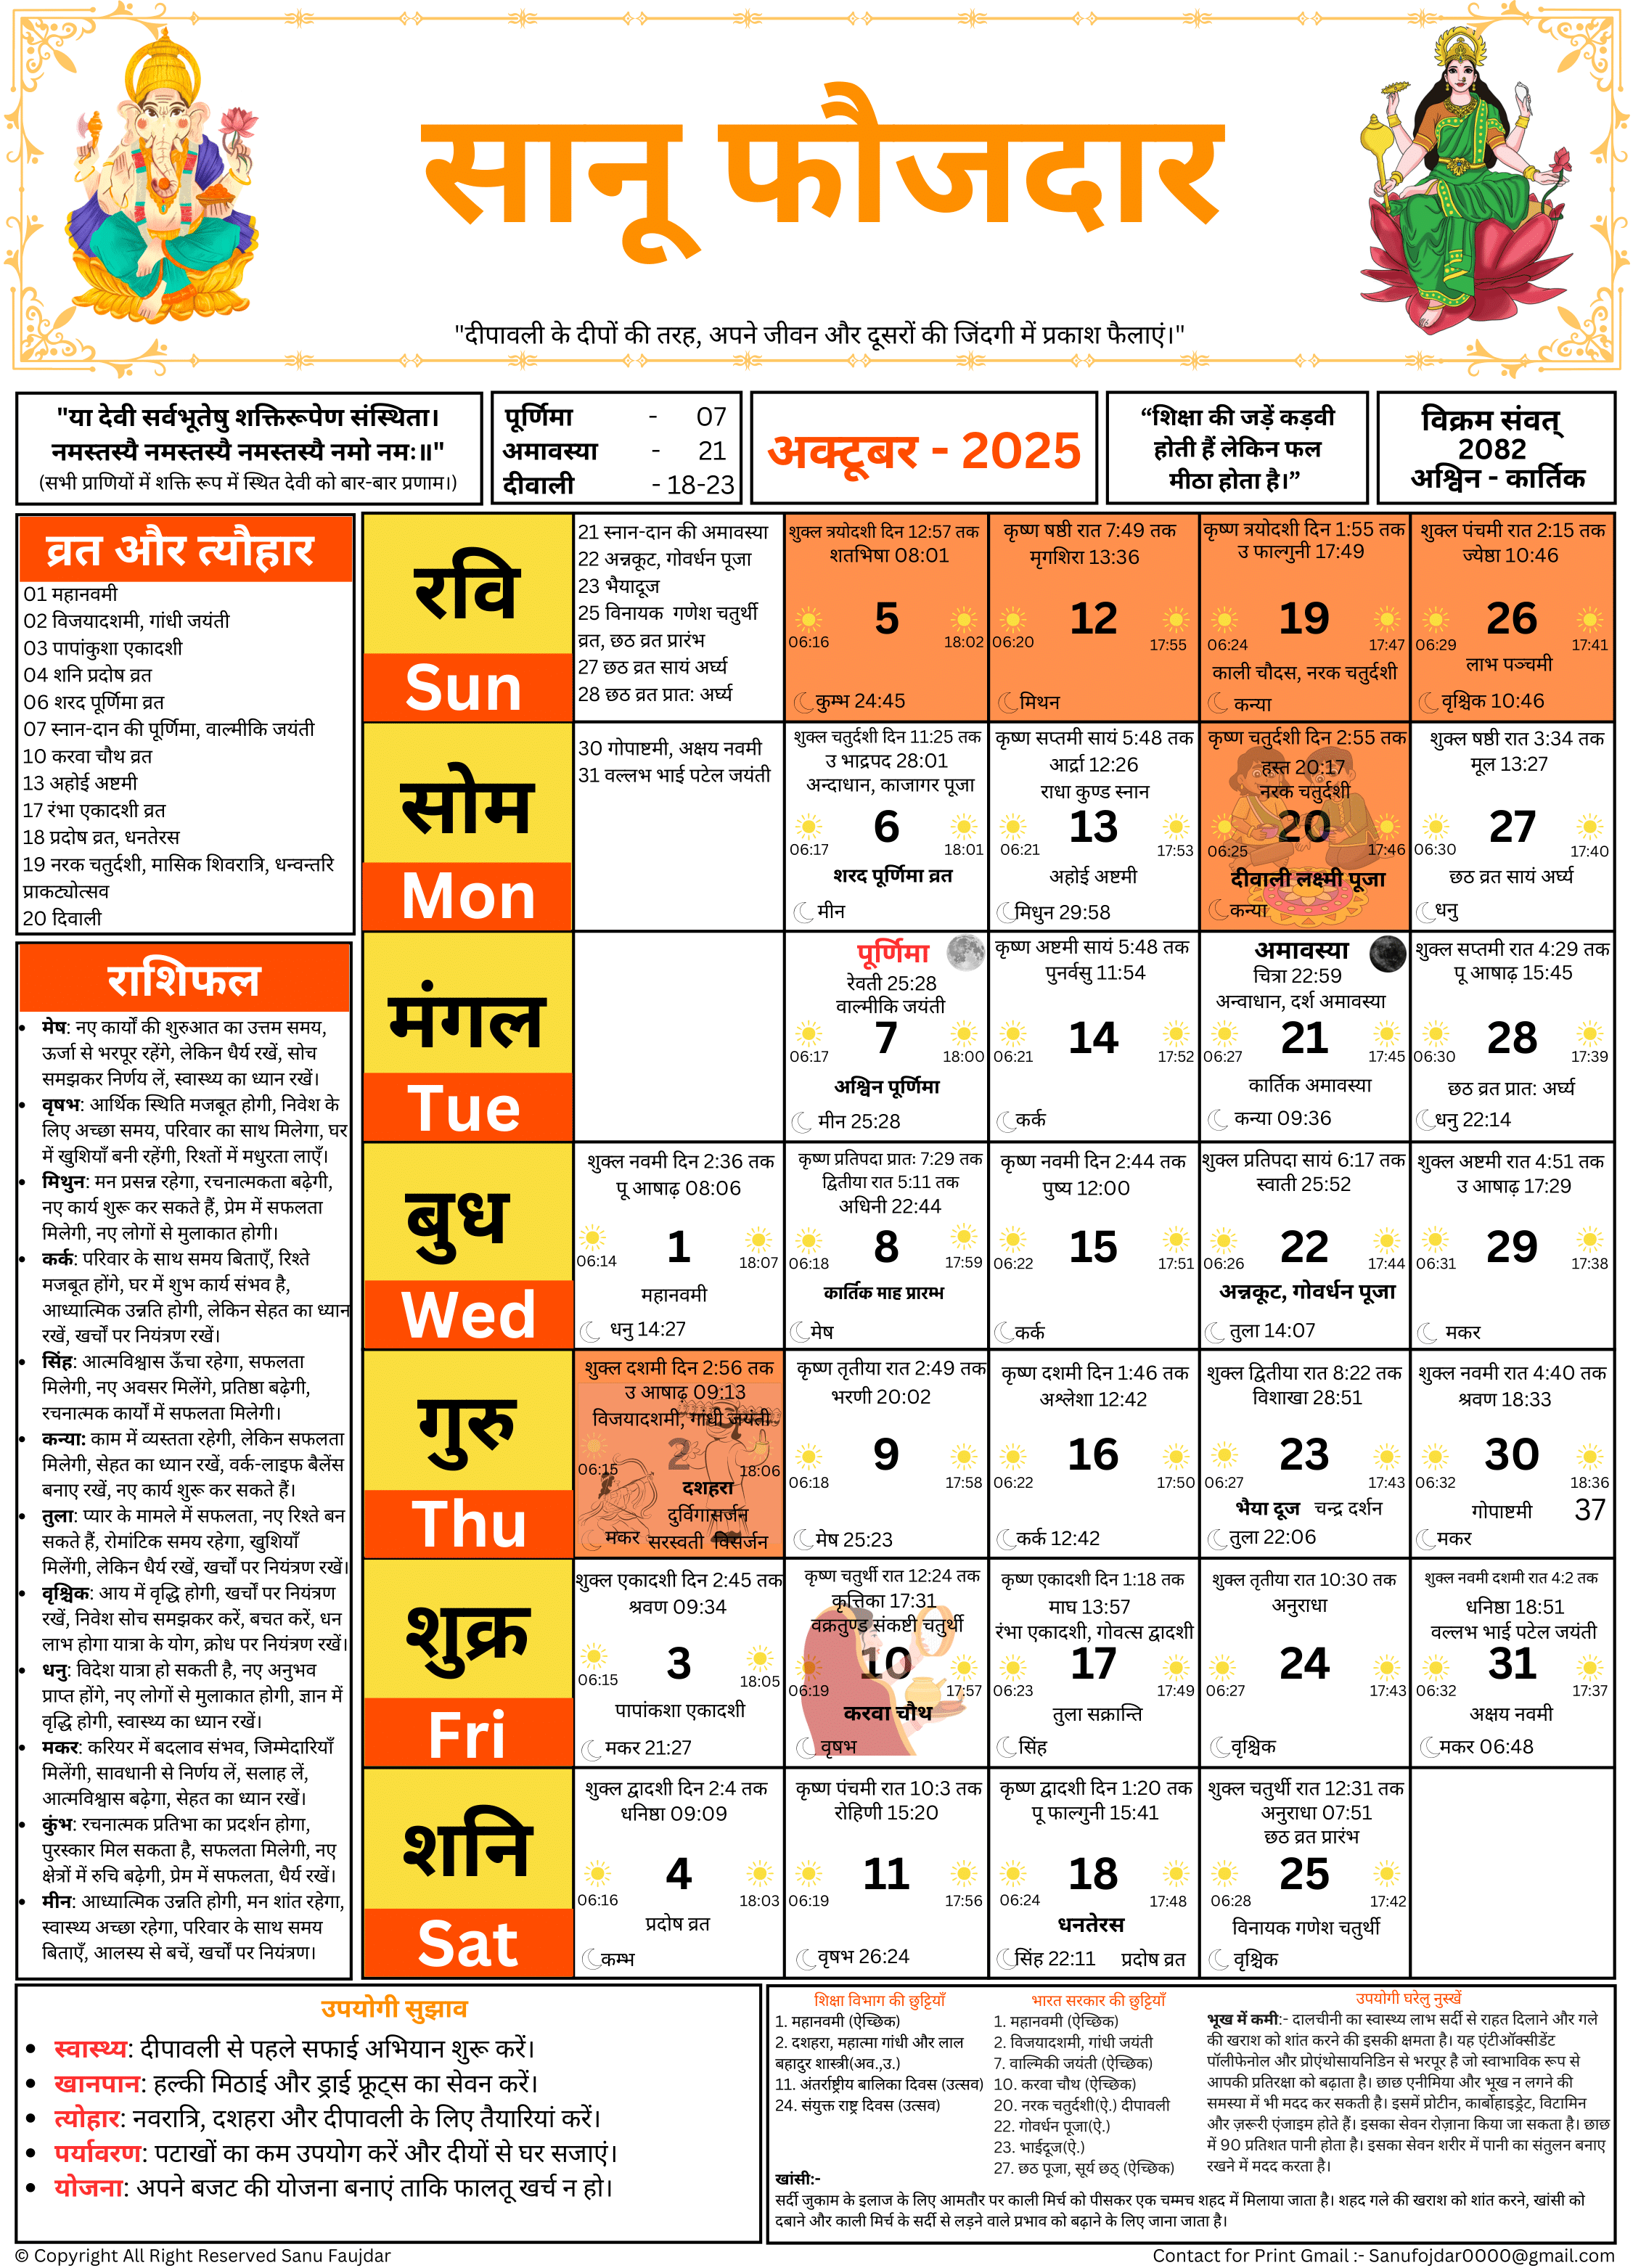 सानू फौजदार
"दीपावली के दीपों की तरह, अपने जीवन और दूसरों की जिंदगी में प्रकाश फैलाएं।"
"या देवी सर्वभूतेषु शक्तिरूपेण संस्थिता।
नमस्तस्यै नमस्तस्यै नमस्तस्यै नमो नमः॥"
(सभी प्राणियों में शक्ति रूप में स्थित देवी को बार-बार प्रणाम।)
पूर्णिमा - 07
अमावस्या - 21
दीवाली - 18-23
अक्टूबर - 2025
“शिक्षा की जड़ें कड़वी
होती हैं लेकिन फल
मीठा होता है।”
विक्रम संवत्
2082
अश्विन - कार्तिक
व्रत और त्यौहार
01 महानवमी
02 विजयादशमी, गांधी जयंती
03 पापांकुशा एकादशी
04 शनि प्रदोष व्रत
06 शरद पूर्णिमा व्रत
07 स्नान-दान की पूर्णिमा, वाल्मीकि जयंती
10 करवा चौथ व्रत
13 अहोई अष्टमी
17 रंभा एकादशी व्रत
18 प्रदोष व्रत, धनतेरस
19 नरक चतुर्दशी, मासिक शिवरात्रि, धन्वन्तरि
प्राकट्योत्सव
20 दिवाली
राशिफल
• मेष: नए कार्यों की शुरुआत का उत्तम समय,
ऊर्जा से भरपूर रहेंगे, लेकिन धैर्य रखें, सोच
समझकर निर्णय लें, स्वास्थ्य का ध्यान रखें।
• वृषभ: आर्थिक स्थिति मजबूत होगी, निवेश के
लिए अच्छा समय, परिवार का साथ मिलेगा, घर
में खुशियाँ बनी रहेंगी, रिश्तों में मधुरता लाएँ।
• मिथुन: मन प्रसन्न रहेगा, रचनात्मकता बढ़ेगी,
नए कार्य शुरू कर सकते हैं, प्रेम में सफलता
मिलेगी, नए लोगों से मुलाकात होगी।
• कर्क: परिवार के साथ समय बिताएँ, रिश्ते
मजबूत होंगे, घर में शुभ कार्य संभव है,
आध्यात्मिक उन्नति होगी, लेकिन सेहत का ध्यान
रखें, खर्चों पर नियंत्रण रखें।
• सिंह: आत्मविश्वास ऊँचा रहेगा, सफलता
मिलेगी, नए अवसर मिलेंगे, प्रतिष्ठा बढ़ेगी,
रचनात्मक कार्यों में सफलता मिलेगी।
• कन्या: काम में व्यस्तता रहेगी, लेकिन सफलता
मिलेगी, सेहत का ध्यान रखें, वर्क-लाइफ बैलेंस
बनाए रखें, नए कार्य शुरू कर सकते हैं।
• तुला: प्यार के मामले में सफलता, नए रिश्ते बन
सकते हैं, रोमांटिक समय रहेगा, खुशियाँ
मिलेंगी, लेकिन धैर्य रखें, खर्चों पर नियंत्रण रखें।
• वृश्चिक: आय में वृद्धि होगी, खर्चों पर नियंत्रण
रखें, निवेश सोच समझकर करें, बचत करें, धन
लाभ होगा यात्रा के योग, क्रोध पर नियंत्रण रखें।
• धनु: विदेश यात्रा हो सकती है, नए अनुभव
प्राप्त होंगे, नए लोगों से मुलाकात होगी, ज्ञान में
वृद्धि होगी, स्वास्थ्य का ध्यान रखें।
• मकर: करियर में बदलाव संभव, जिम्मेदारियाँ
मिलेंगी, सावधानी से निर्णय लें, सलाह लें,
आत्मविश्वास बढ़ेगा, सेहत का ध्यान रखें।
• कुंभ: रचनात्मक प्रतिभा का प्रदर्शन होगा,
पुरस्कार मिल सकता है, सफलता मिलेगी, नए
क्षेत्रों में रुचि बढ़ेगी, प्रेम में सफलता, धैर्य रखें।
• मीन: आध्यात्मिक उन्नति होगी, मन शांत रहेगा,
स्वास्थ्य अच्छा रहेगा, परिवार के साथ समय
बिताएँ, आलस्य से बचें, खर्चों पर नियंत्रण।
रवि
Sun
21 स्नान-दान की अमावस्या
22 अन्नकूट, गोवर्धन पूजा
23 भैयादूज
25 विनायक गणेश चतुर्थी
व्रत, छठ व्रत प्रारंभ
27 छठ व्रत सायं अर्घ्य
28 छठ व्रत प्रात: अर्घ्य
शुक्ल त्रयोदशी दिन 12:57 तक
शतभिषा 08:01
06:16 5 18:02
कुम्भ 24:45
कृष्ण षष्ठी रात 7:49 तक
मृगशिरा 13:36
06:20 12 17:55
मिथन
कृष्ण त्रयोदशी दिन 1:55 तक
उ फाल्गुनी 17:49
06:24 19 17:47
काली चौदस, नरक चतुर्दशी
कन्या
शुक्ल पंचमी रात 2:15 तक
ज्येष्ठा 10:46
06:29 26 17:41
लाभ पञ्चमी
वृश्चिक 10:46
सोम
Mon
30 गोपाष्टमी, अक्षय नवमी
31 वल्लभ भाई पटेल जयंती
शुक्ल चतुर्दशी दिन 11:25 तक
उ भाद्रपद 28:01
अन्दाधान, काजागर पूजा
06:17 6 18:01
शरद पूर्णिमा व्रत
मीन
कृष्ण सप्तमी सायं 5:48 तक
आर्द्रा 12:26
राधा कुण्ड स्नान
06:21 13 17:53
अहोई अष्टमी
मिथुन 29:58
कृष्ण चतुर्दशी दिन 2:55 तक
हस्त 20:17
नरक चतुर्दशी
06:25 20 17:46
दीवाली लक्ष्मी पूजा
कन्या
शुक्ल षष्ठी रात 3:34 तक
मूल 13:27
06:30 27 17:40
छठ व्रत सायं अर्घ्य
धनु
मंगल
Tue
पूर्णिमा
रेवती 25:28
वाल्मीकि जयंती
06:17 7 18:00
अश्विन पूर्णिमा
मीन 25:28
कृष्ण अष्टमी सायं 5:48 तक
पुनर्वसु 11:54
06:21 14 17:52
कर्क
अमावस्या
चित्रा 22:59
अन्वाधान, दर्श अमावस्या
06:27 21 17:45
कार्तिक अमावस्या
कन्या 09:36
शुक्ल सप्तमी रात 4:29 तक
पू आषाढ़ 15:45
06:30 28 17:39
छठ व्रत प्रात: अर्घ्य
धनु 22:14
बुध
Wed
शुक्ल नवमी दिन 2:36 तक
पू आषाढ़ 08:06
06:14 1 18:07
महानवमी
धनु 14:27
कृष्ण प्रतिपदा प्रातः 7:29 तक
द्वितीया रात 5:11 तक
अधिनी 22:44
06:18 8 17:59
कार्तिक माह प्रारम्भ
मेष
कृष्ण नवमी दिन 2:44 तक
पुष्य 12:00
06:22 15 17:51
कर्क
शुक्ल प्रतिपदा सायं 6:17 तक
स्वाती 25:52
06:26 22 17:44
अन्नकूट, गोवर्धन पूजा
तुला 14:07
शुक्ल अष्टमी रात 4:51 तक
उ आषाढ़ 17:29
06:31 29 17:38
मकर
गुरु
Thu
शुक्ल दशमी दिन 2:56 तक
उ आषाढ़ 09:13
विजयादशमी, गांधी जयंती
06:15 2 18:06
दशहरा
दुर्विगासर्जन
मकर सरस्वती विसर्जन
कृष्ण तृतीया रात 2:49 तक
भरणी 20:02
06:18 9 17:58
मेष 25:23
कृष्ण दशमी दिन 1:46 तक
अश्लेशा 12:42
06:22 16 17:50
कर्क 12:42
शुक्ल द्वितीया रात 8:22 तक
विशाखा 28:51
06:27 23 17:43
भैया दूज चन्द्र दर्शन
तुला 22:06
शुक्ल नवमी रात 4:40 तक
श्रवण 18:33
06:32 30 18:36
गोपाष्टमी 37
मकर
शुक्र
Fri
शुक्ल एकादशी दिन 2:45 तक
श्रवण 09:34
06:15 3 18:05
पापांकशा एकादशी
मकर 21:27
कृष्ण चतुर्थी रात 12:24 तक
कृत्तिका 17:31
वक्रतुण्ड संकष्टी चतुर्थी
06:19 10 17:57
करवा चौथ
वृषभ
कृष्ण एकादशी दिन 1:18 तक
माघ 13:57
रंभा एकादशी, गोवत्स द्वादशी
06:23 17 17:49
तुला सक्रान्ति
सिंह
शुक्ल तृतीया रात 10:30 तक
अनुराधा
06:27 24 17:43
वृश्चिक
शुक्ल नवमी दशमी रात 4:2 तक
धनिष्ठा 18:51
वल्लभ भाई पटेल जयंती
06:32 31 17:37
अक्षय नवमी
मकर 06:48
शनि
Sat
शुक्ल द्वादशी दिन 2:4 तक
धनिष्ठा 09:09
06:16 4 18:03
प्रदोष व्रत
कम्भ
कृष्ण पंचमी रात 10:3 तक
रोहिणी 15:20
06:19 11 17:56
वृषभ 26:24
कृष्ण द्वादशी दिन 1:20 तक
पू फाल्गुनी 15:41
06:24 18 17:48
धनतेरस
सिंह 22:11 प्रदोष व्रत
शुक्ल चतुर्थी रात 12:31 तक
अनुराधा 07:51
छठ व्रत प्रारंभ
06:28 25 17:42
विनायक गणेश चतुर्थी
वृश्चिक
उपयोगी सुझाव
• स्वास्थ्य: दीपावली से पहले सफाई अभियान शुरू करें।
• खानपान: हल्की मिठाई और ड्राई फ्रूट्स का सेवन करें।
• त्योहार: नवरात्रि, दशहरा और दीपावली के लिए तैयारियां करें।
• पर्यावरण: पटाखों का कम उपयोग करें और दीयों से घर सजाएं।
• योजना: अपने बजट की योजना बनाएं ताकि फालतू खर्च न हो।
शिक्षा विभाग की छुट्टियाँ
1. महानवमी (ऐच्छिक)
2. दशहरा, महात्मा गांधी और लाल
बहादुर शास्त्री(अव.,उ.)
11. अंतर्राष्ट्रीय बालिका दिवस (उत्सव)
24. संयुक्त राष्ट्र दिवस (उत्सव)
भारत सरकार की छुट्टियाँ
1. महानवमी (ऐच्छिक)
2. विजयादशमी, गांधी जयंती
7. वाल्मिकी जयंती (ऐच्छिक)
10. करवा चौथ (ऐच्छिक)
20. नरक चतुर्दशी(ऐ.) दीपावली
22. गोवर्धन पूजा(ऐ.)
23. भाईदूज(ऐ.)
27. छठ पूजा, सूर्य छठ् (ऐच्छिक)
उपयोगी घरेलु नुस्खें
भूख में कमी:- दालचीनी का स्वास्थ्य लाभ सर्दी से राहत दिलाने और गले
की खराश को शांत करने की इसकी क्षमता है। यह एंटीऑक्सीडेंट
पॉलीफेनोल और प्रोएंथोसायनिडिन से भरपूर है जो स्वाभाविक रूप से
आपकी प्रतिरक्षा को बढ़ाता है। छाछ एनीमिया और भूख न लगने की
समस्या में भी मदद कर सकती है। इसमें प्रोटीन, कार्बोहाइड्रेट, विटामिन
और ज़रूरी एंजाइम होते हैं। इसका सेवन रोज़ाना किया जा सकता है। छाछ
में 90 प्रतिशत पानी होता है। इसका सेवन शरीर में पानी का संतुलन बनाए
रखने में मदद करता है।
खांसी:-
सर्दी जुकाम के इलाज के लिए आमतौर पर काली मिर्च को पीसकर एक चम्मच शहद में मिलाया जाता है। शहद गले की खराश को शांत करने, खांसी को
दबाने और काली मिर्च के सर्दी से लड़ने वाले प्रभाव को बढ़ाने के लिए जाना जाता है।
© Copyright All Right Reserved Sanu Faujdar
Contact for Print Gmail :- Sanufojdar0000@gmail.com